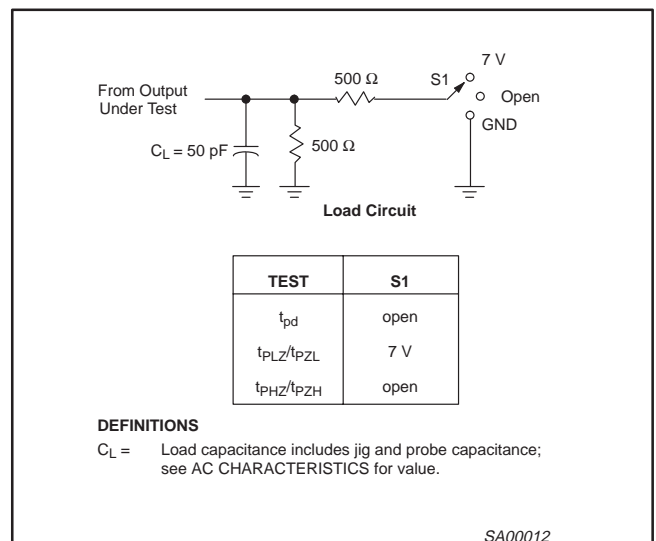 7 V
500 Ω
S1
Open
From Output
Under Test
GND
C_L = 50 pF
500 Ω
Load Circuit
TEST S1
t_pd open
t_PLZ/t_PZL 7 V
t_PHZ/t_PZH open
DEFINITIONS
C_L = Load capacitance includes jig and probe capacitance;
see AC CHARACTERISTICS for value.
SA00012